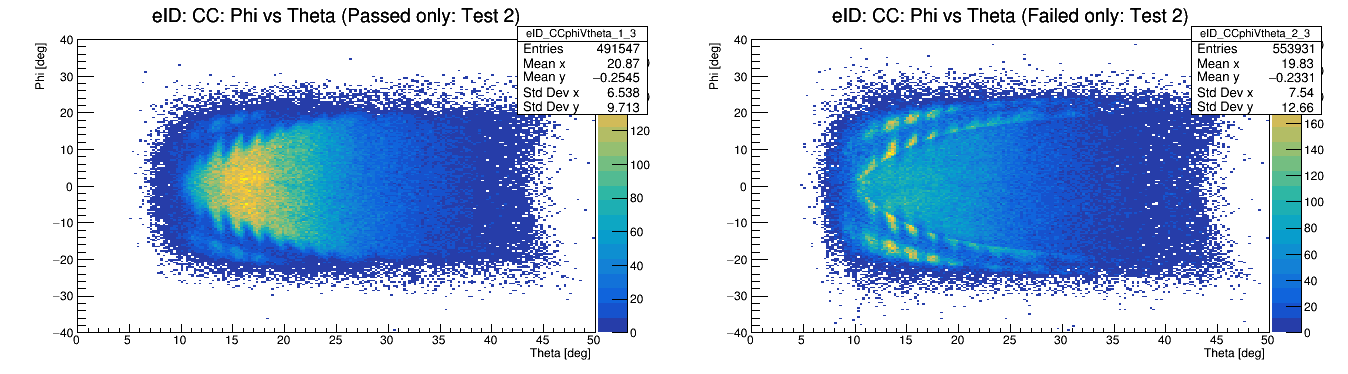 eID: CC: Phi vs Theta (Passed only: Test 2)
eID_CCphiVtheta_1_3
Entries 491547
Mean x 20.87
Mean y −0.2545
Std Dev x 6.538
Std Dev y 9.713
Phi [deg]
40
30
20
10
0
−10
−20
−30
−40
0 5 10 15 20 25 30 35 40 45 50
Theta [deg]
120
100
80
60
40
20
0
eID: CC: Phi vs Theta (Failed only: Test 2)
eID_CCphiVtheta_2_3
Entries 553931
Mean x 19.83
Mean y −0.2331
Std Dev x 7.54
Std Dev y 12.66
Phi [deg]
40
30
20
10
0
−10
−20
−30
−40
0 5 10 15 20 25 30 35 40 45 50
Theta [deg]
160
140
120
100
80
60
40
20
0